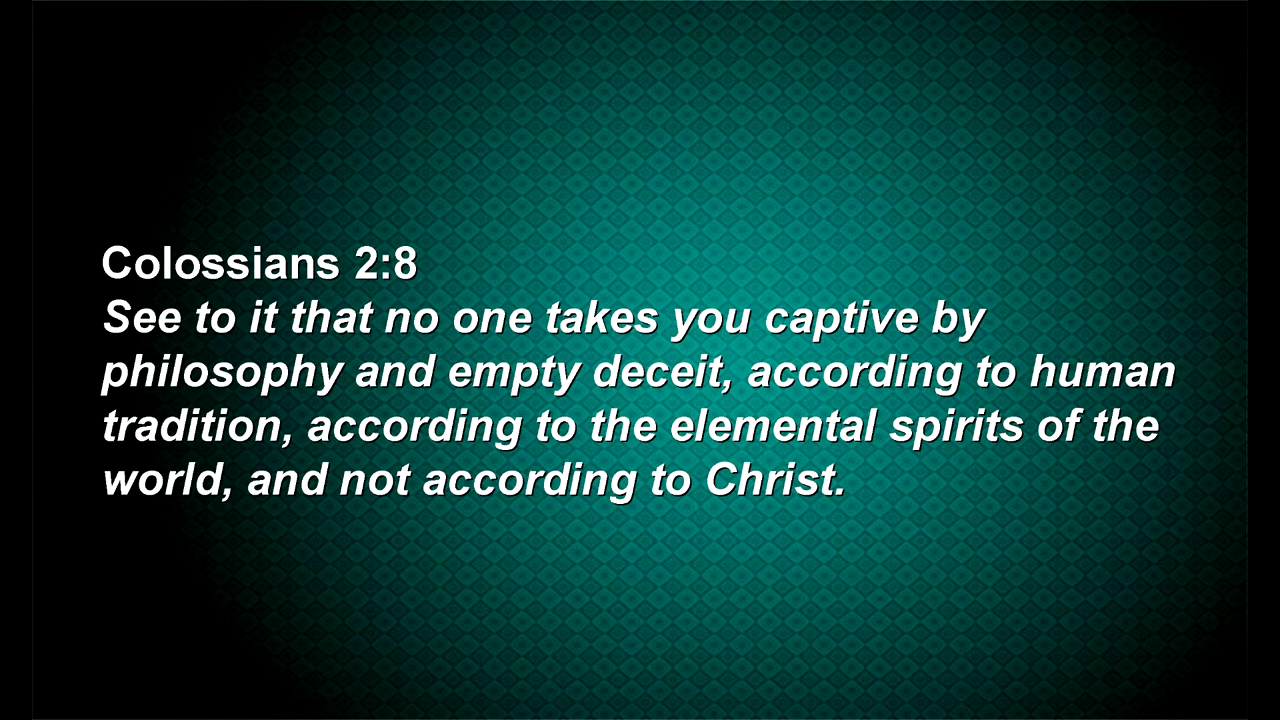 Colossians 2:8
See to it that no one takes you captive by
philosophy and empty deceit, according to human
tradition, according to the elemental spirits of the
world, and not according to Christ.